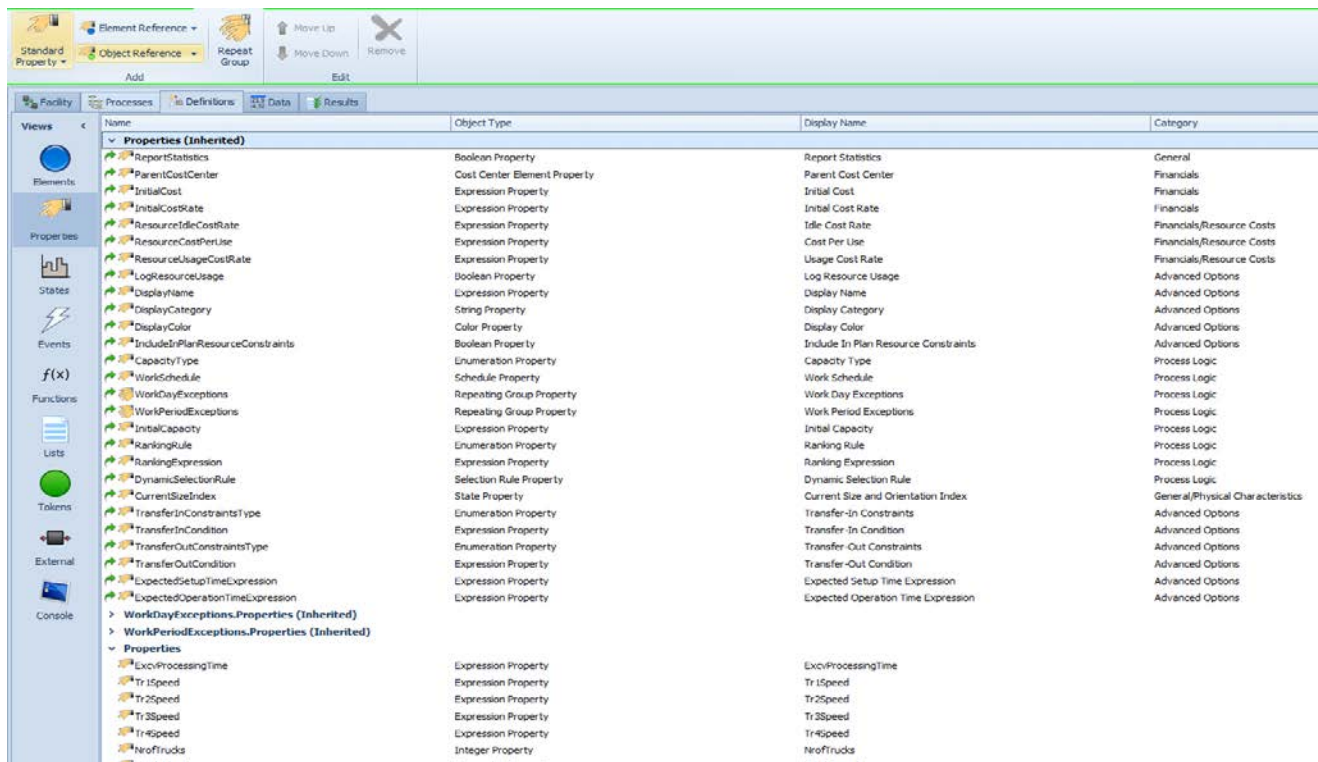 Standard Property
Element Reference
Object Reference
Repeat Group
Move Up
Move Down
Remove
Add
Edit
Facility Processes Definitions Data Results
Views <
Elements
Properties
States
Events
f(x)
Functions
Lists
Tokens
External
Console
Name Object Type Display Name Category
Properties (Inherited)
ReportStatistics Boolean Property Report Statistics General
ParentCostCenter Cost Center Element Property Parent Cost Center Financials
InitialCost Expression Property Initial Cost Financials
InitialCostRate Expression Property Initial Cost Rate Financials
ResourceIdleCostRate Expression Property Idle Cost Rate Financials/Resource Costs
ResourceCostPerUse Expression Property Cost Per Use Financials/Resource Costs
ResourceUsageCostRate Expression Property Usage Cost Rate Financials/Resource Costs
LogResourceUsage Boolean Property Log Resource Usage Advanced Options
DisplayName Expression Property Display Name Advanced Options
DisplayCategory String Property Display Category Advanced Options
DisplayColor Color Property Display Color Advanced Options
IncludeInPlanResourceConstraints Boolean Property Include In Plan Resource Constraints Advanced Options
CapacityType Enumeration Property Capacity Type Process Logic
WorkSchedule Schedule Property Work Schedule Process Logic
WorkDayExceptions Repeating Group Property Work Day Exceptions Process Logic
WorkPeriodExceptions Repeating Group Property Work Period Exceptions Process Logic
InitialCapacity Expression Property Initial Capacity Process Logic
RankingRule Enumeration Property Ranking Rule Process Logic
RankingExpression Expression Property Ranking Expression Process Logic
DynamicSelectionRule Selection Rule Property Dynamic Selection Rule Process Logic
CurrentSizeIndex State Property Current Size and Orientation Index General/Physical Characteristics
TransferInConstraintsType Enumeration Property Transfer-In Constraints Advanced Options
TransferInCondition Expression Property Transfer-In Condition Advanced Options
TransferOutConstraintsType Enumeration Property Transfer-Out Constraints Advanced Options
TransferOutCondition Expression Property Transfer-Out Condition Advanced Options
ExpectedSetupTimeExpression Expression Property Expected Setup Time Expression Advanced Options
ExpectedOperationTimeExpression Expression Property Expected Operation Time Expression Advanced Options
> WorkDayExceptions.Properties (Inherited)
> WorkPeriodExceptions.Properties (Inherited)
Properties
ExcvProcessingTime Expression Property ExcvProcessingTime
Tr1Speed Expression Property Tr1Speed
Tr2Speed Expression Property Tr2Speed
Tr3Speed Expression Property Tr3Speed
Tr4Speed Expression Property Tr4Speed
NrofTrucks Integer Property NrofTrucks